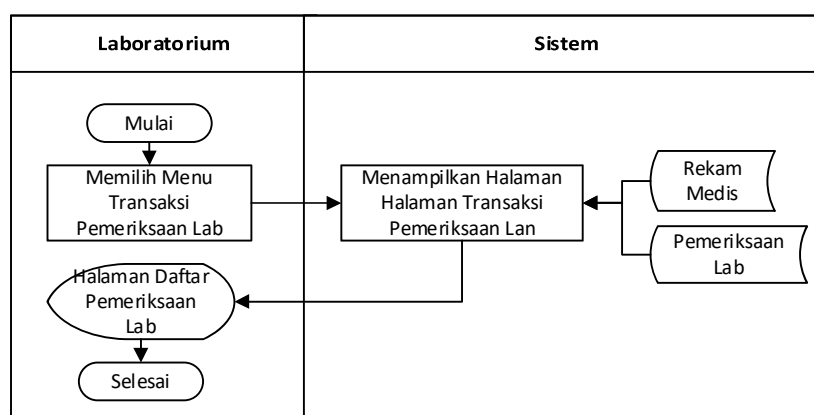 Laboratorium
Sistem
Mulai
Memilih Menu
Transaksi
Pemeriksaan Lab
Menampilkan Halaman
Halaman Transaksi
Pemeriksaan Lan
Rekam
Medis
Pemeriksaan
Lab
Halaman Daftar
Pemeriksaan
Lab
Selesai